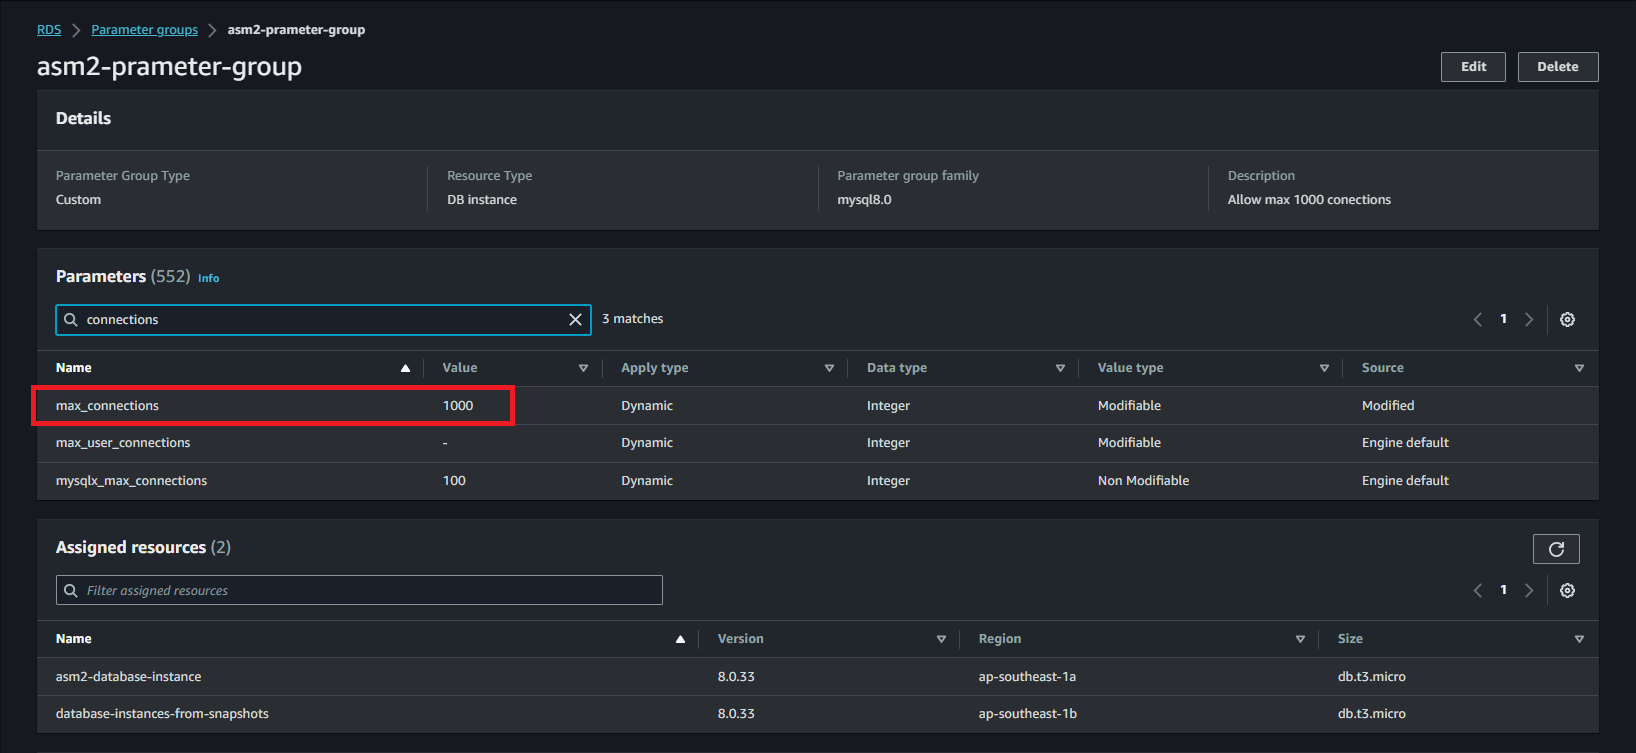 RDS > Parameter groups > asm2-prameter-group
asm2-prameter-group
Edit Delete
Details
Parameter Group Type Resource Type Parameter group family Description
Custom DB instance mysql8.0 Allow max 1000 conections
Parameters (552) Info
connections 3 matches 1
Name Value Apply type Data type Value type Source
max_connections 1000 Dynamic Integer Modifiable Modified
max_user_connections - Dynamic Integer Modifiable Engine default
mysqlx_max_connections 100 Dynamic Integer Non Modifiable Engine default
Assigned resources (2)
Filter assigned resources 1
Name Version Region Size
asm2-database-instance 8.0.33 ap-southeast-1a db.t3.micro
database-instances-from-snapshots 8.0.33 ap-southeast-1b db.t3.micro